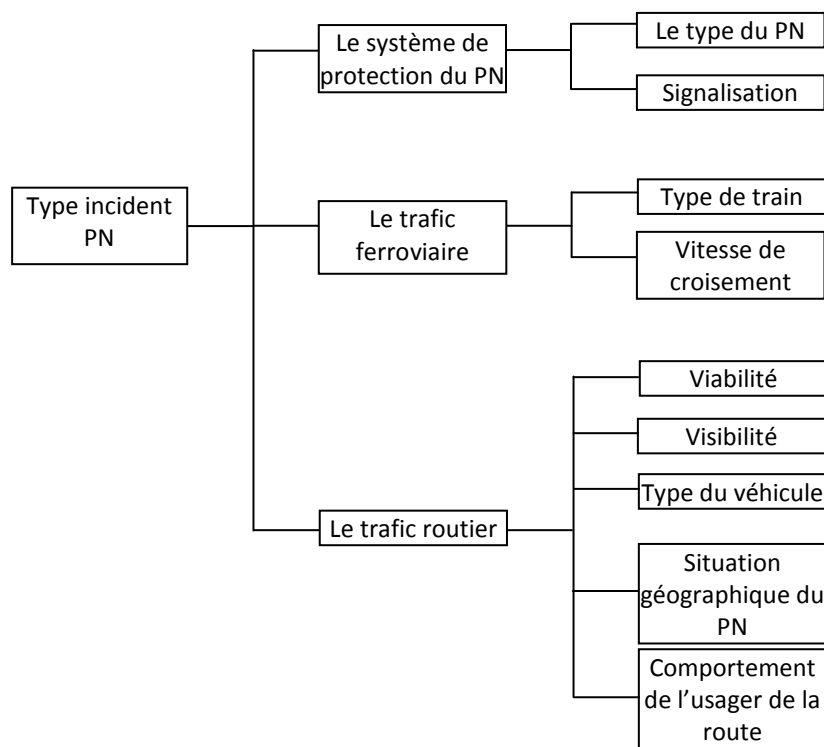 Type incident
PN
Le système de
protection du PN
Le type du PN
Signalisation
Le trafic
ferroviaire
Type de train
Vitesse de
croisement
Le trafic routier
Viabilité
Visibilité
Type du véhicule
Situation
géographique du
PN
Comportement
de l’usager de la
route